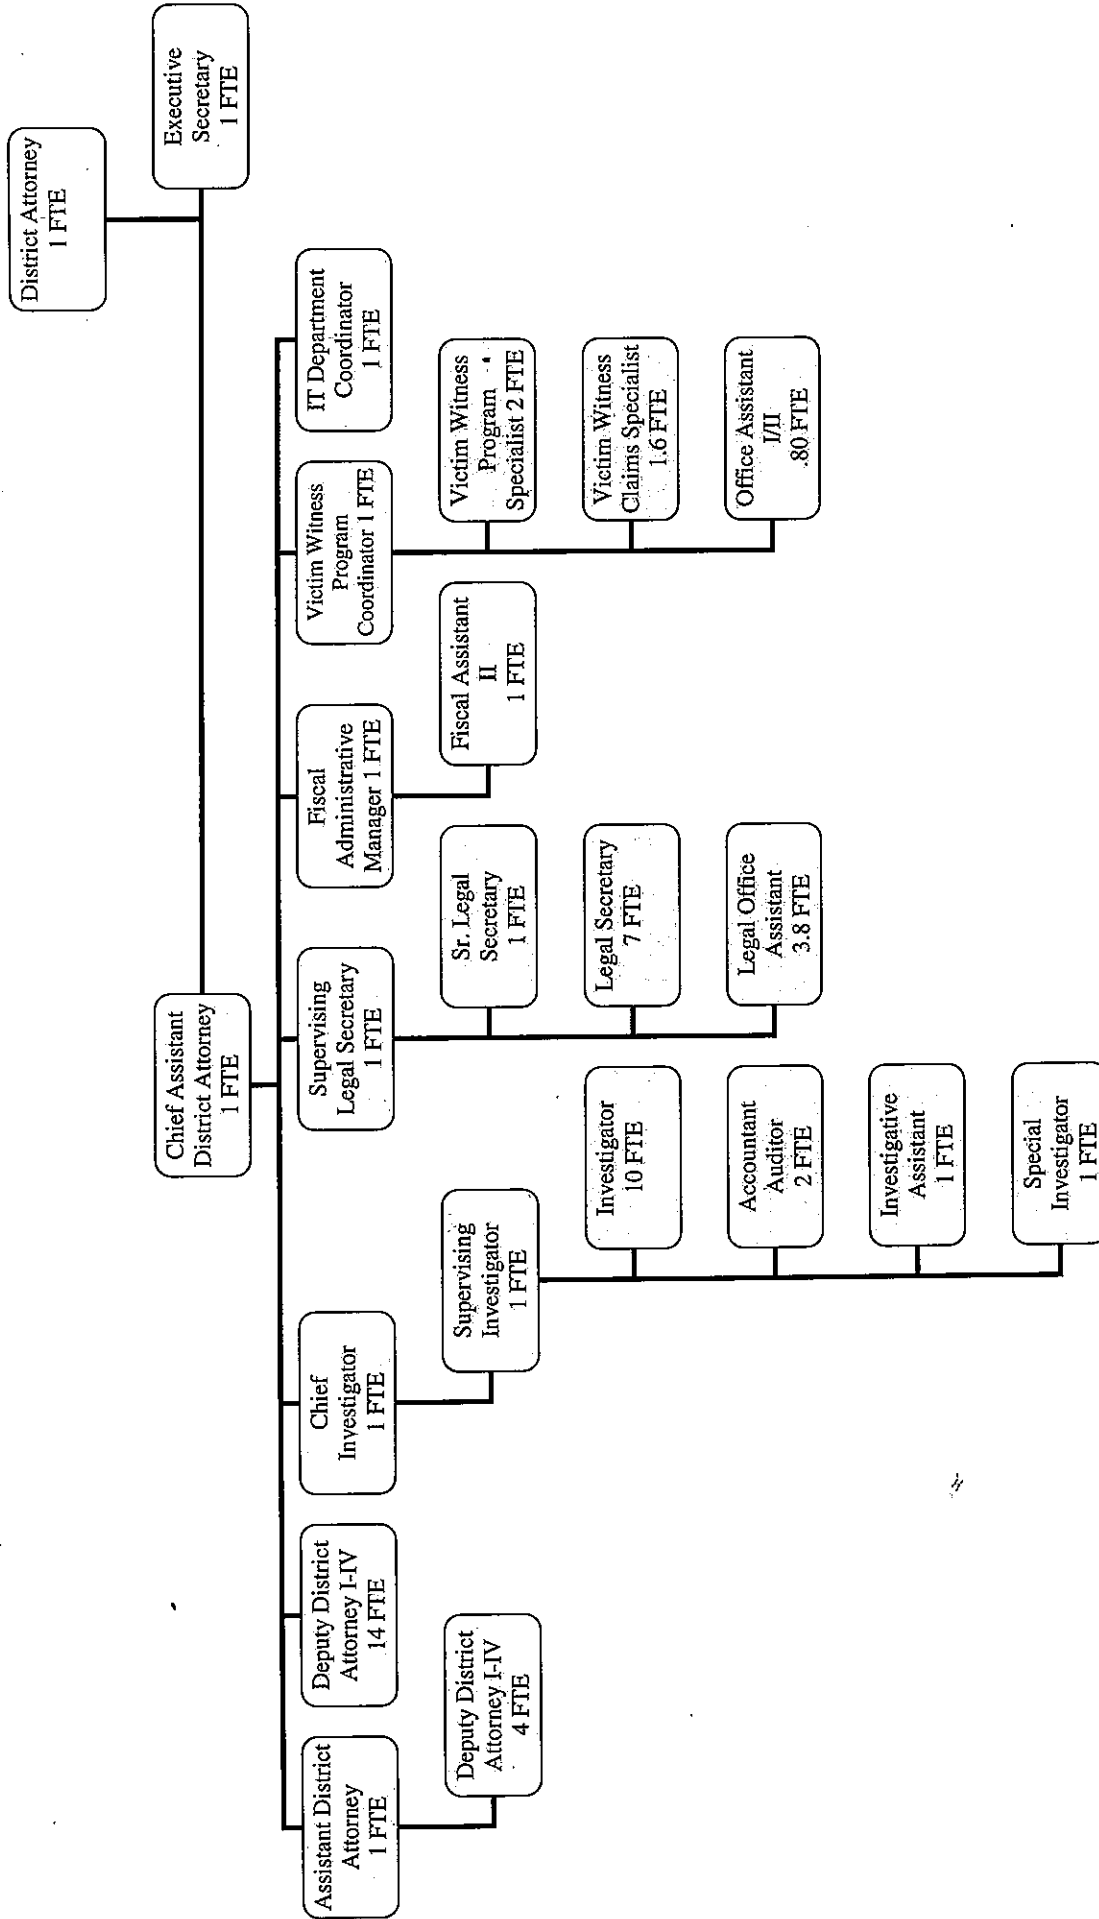 District Attorney
1 FTE
Executive
Secretary
1 FTE
Chief Assistant
District Attorney
1 FTE
Assistant District
Attorney
1 FTE
Deputy District
Attorney I-IV
14 FTE
Chief
Investigator
1 FTE
Supervising
Legal Secretary
1 FTE
Fiscal
Administrative
Manager 1 FTE
Victim Witness
Program
Coordinator 1 FTE
IT Department
Coordinator
1 FTE
Deputy District
Attorney I-IV
4 FTE
Supervising
Investigator
1 FTE
Investigator
10 FTE
Accountant
Auditor
2 FTE
Investigative
Assistant
1 FTE
Special
Investigator
1 FTE
Sr. Legal
Secretary
1 FTE
Legal Secretary
7 FTE
Legal Office
Assistant
3.8 FTE
Fiscal Assistant
II
1 FTE
Victim Witness
Program
Specialist 2 FTE
Victim Witness
Claims Specialist
1.6 FTE
Office Assistant
I/II
.80 FTE